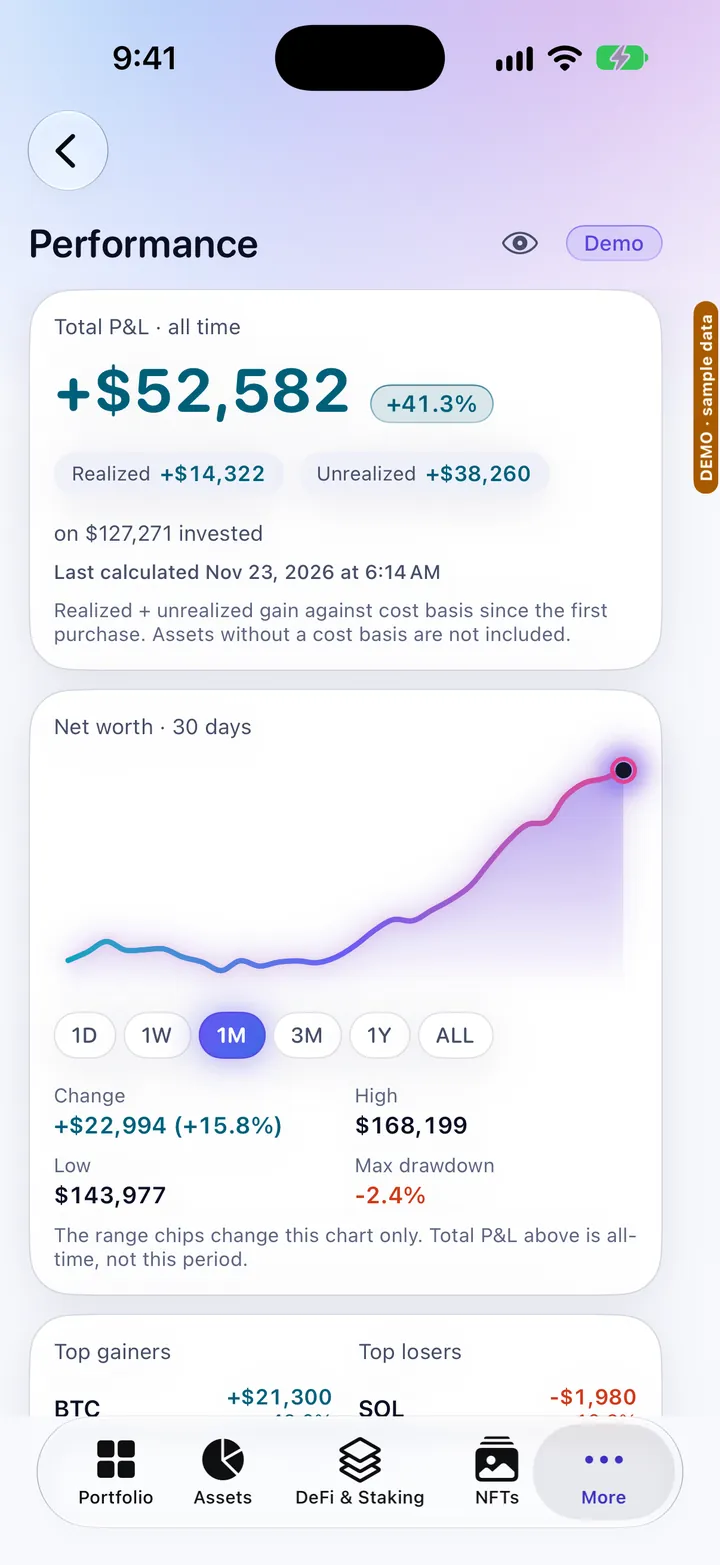 9:41
Performance
Demo
DEMO · sample data
Total P&L · all time
+$52,582 +41.3%
Realized +$14,322 Unrealized +$38,260
on $127,271 invested
Last calculated Nov 23, 2026 at 6:14 AM
Realized + unrealized gain against cost basis since the first
purchase. Assets without a cost basis are not included.
Net worth · 30 days
1D 1W 1M 3M 1Y ALL
Change High
+$22,994 (+15.8%) $168,199
Low Max drawdown
$143,977 -2.4%
The range chips change this chart only. Total P&L above is all-
time, not this period.
Top gainers Top losers
BTC +$21,300 SOL -$1,980
Portfolio Assets DeFi & Staking NFTs More